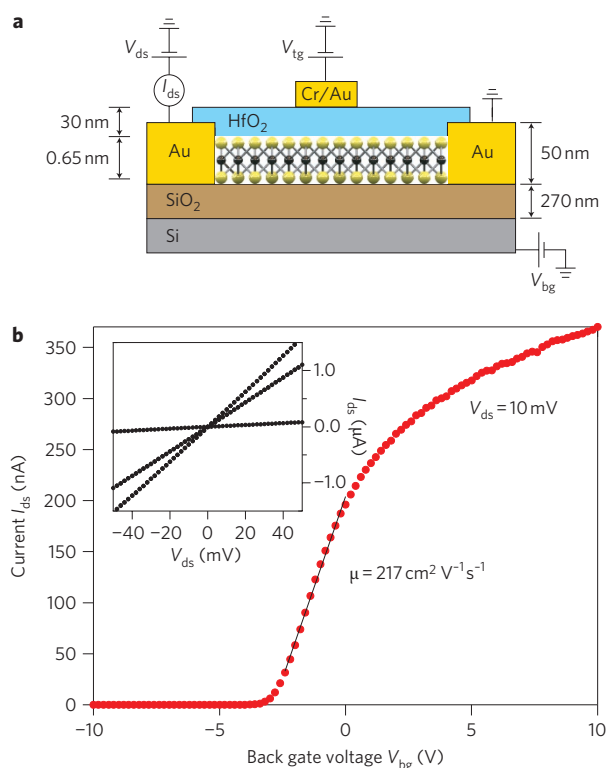 a
V_ds
V_tg
I_ds
Cr/Au
30 nm
HfO₂
0.65 nm
Au
Au
50 nm
SiO₂
270 nm
Si
V_bg
b
350
300
250
200
150
100
50
0
Current I_ds (nA)
1.0
0.0
−1.0
I_ds (μA)
−40
−20
0
20
40
V_ds (mV)
V_ds = 10 mV
μ = 217 cm² V⁻¹ s⁻¹
−10
−5
0
5
10
Back gate voltage V_bg (V)